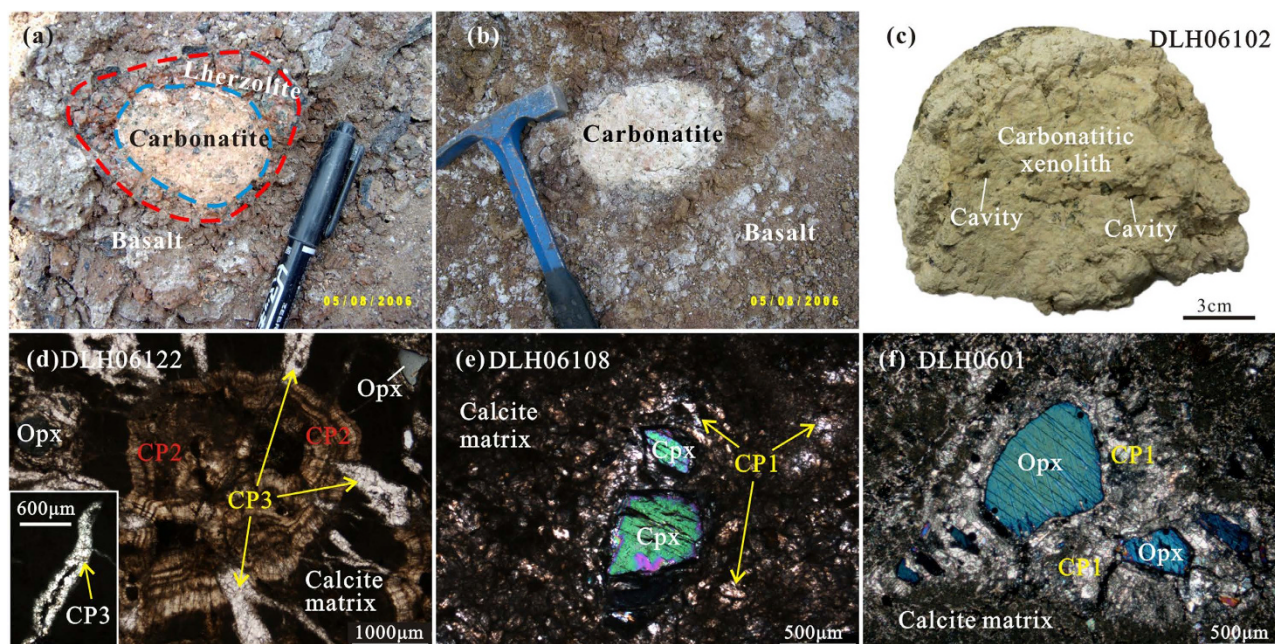 (a)
Lherzolite
Carbonatite
Basalt
05/08/2006
(b)
Carbonatite
Basalt
05/08/2006
(c)
DLH06102
Carbonatitic
xenolith
Cavity
Cavity
3cm
(d)DLH06122
Opx
Opx
CP2
CP2
CP3
600μm
CP3
Calcite
matrix
1000μm
(e)DLH06108
Calcite
matrix
Cpx
CP1
Cpx
500μm
(f) DLH0601
Opx
CP1
Opx
CP1
Calcite matrix
500μm